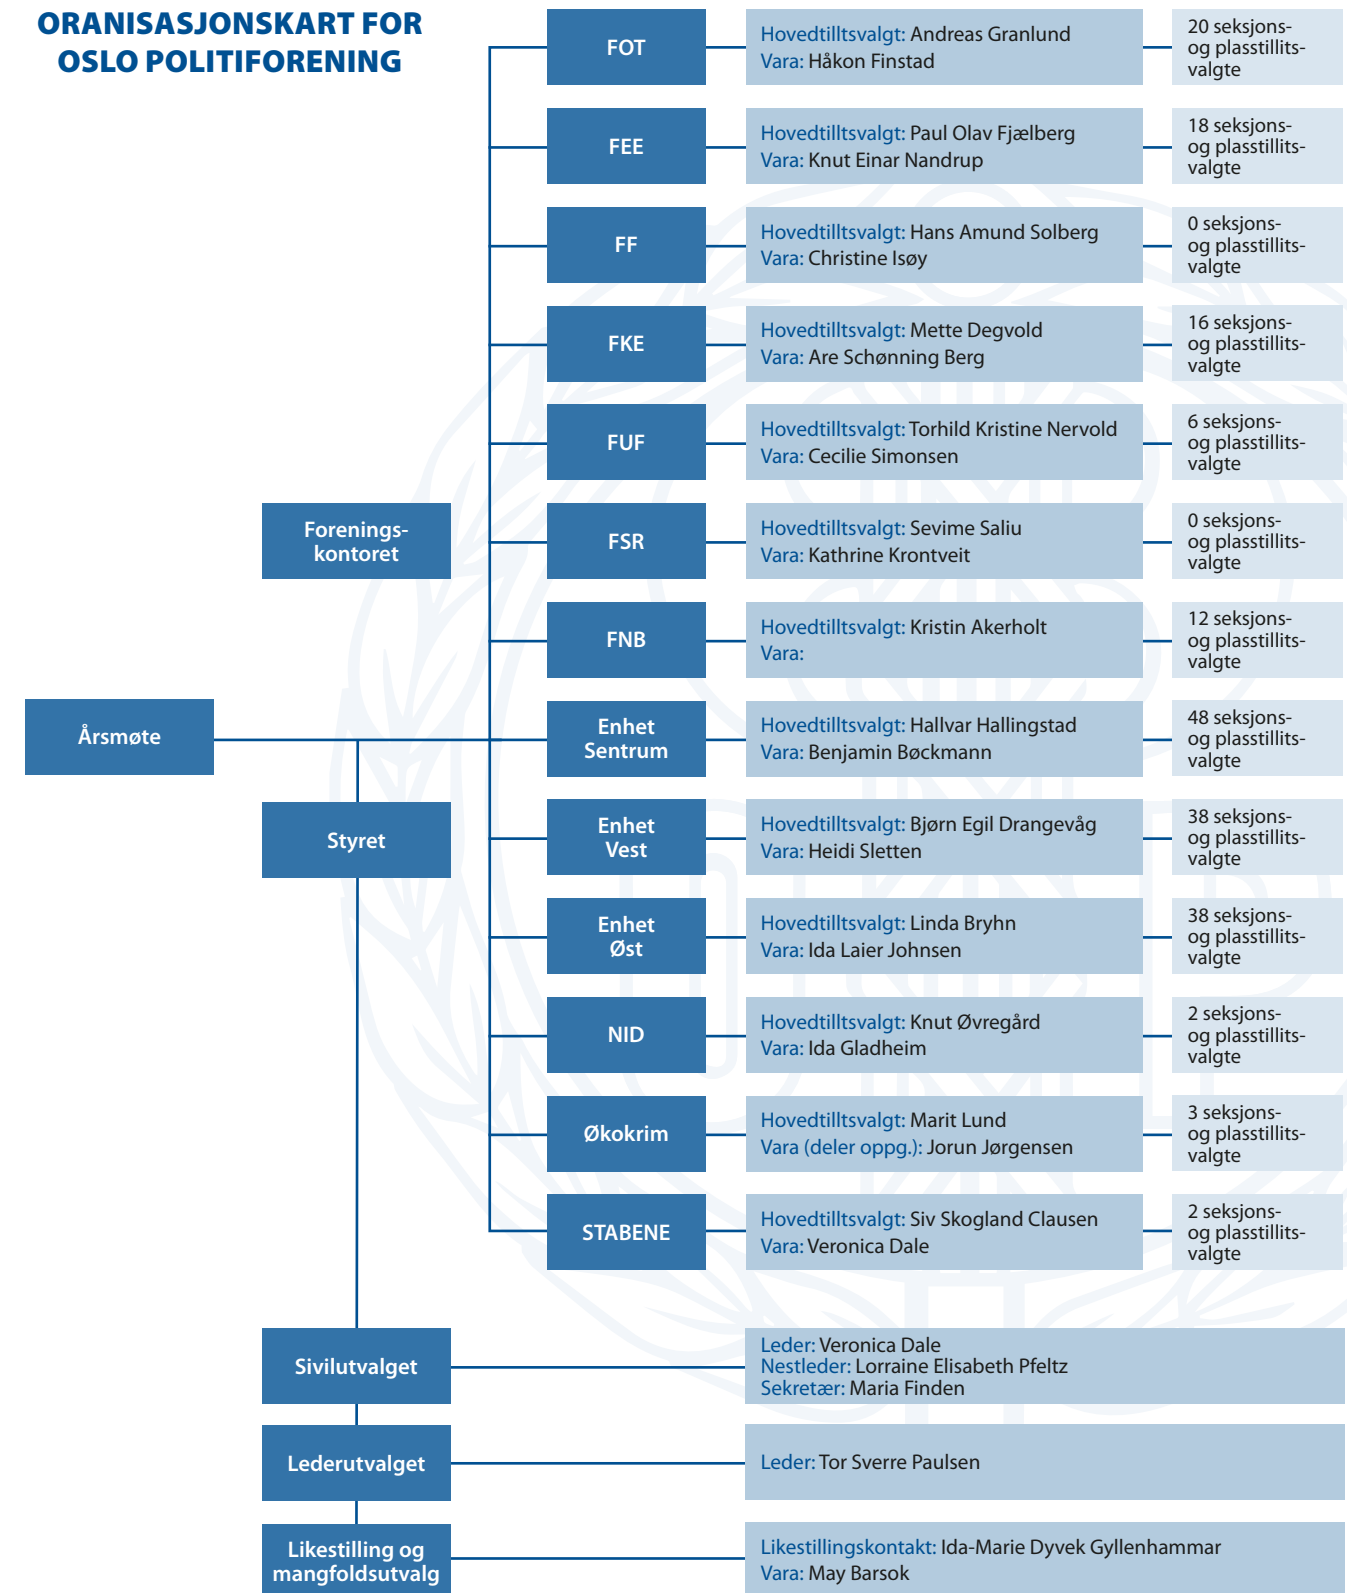 ORANISASJONSKART FOR
OSLO POLITIFORENING
FOT
Hovedtilltsvalgt: Andreas Granlund
Vara: Håkon Finstad
20 seksjons-
og plasstillits-
valgte
FEE
Hovedtilltsvalgt: Paul Olav Fjælberg
Vara: Knut Einar Nandrup
18 seksjons-
og plasstillits-
valgte
FF
Hovedtilltsvalgt: Hans Amund Solberg
Vara: Christine Isøy
0 seksjons-
og plasstillits-
valgte
FKE
Hovedtilltsvalgt: Mette Degvold
Vara: Are Schønning Berg
16 seksjons-
og plasstillits-
valgte
FUF
Hovedtilltsvalgt: Torhild Kristine Nervold
Vara: Cecilie Simonsen
6 seksjons-
og plasstillits-
valgte
Forenings-
kontoret
FSR
Hovedtilltsvalgt: Sevime Saliu
Vara: Kathrine Krontveit
0 seksjons-
og plasstillits-
valgte
FNB
Hovedtilltsvalgt: Kristin Akerholt
Vara:
12 seksjons-
og plasstillits-
valgte
Årsmøte
Enhet
Sentrum
Hovedtilltsvalgt: Hallvar Hallingstad
Vara: Benjamin Bøckmann
48 seksjons-
og plasstillits-
valgte
Styret
Enhet
Vest
Hovedtilltsvalgt: Bjørn Egil Drangevåg
Vara: Heidi Sletten
38 seksjons-
og plasstillits-
valgte
Enhet
Øst
Hovedtilltsvalgt: Linda Bryhn
Vara: Ida Laier Johnsen
38 seksjons-
og plasstillits-
valgte
NID
Hovedtilltsvalgt: Knut Øvregård
Vara: Ida Gladheim
2 seksjons-
og plasstillits-
valgte
Økokrim
Hovedtilltsvalgt: Marit Lund
Vara (deler oppg.): Jorun Jørgensen
3 seksjons-
og plasstillits-
valgte
STABENE
Hovedtilltsvalgt: Siv Skogland Clausen
Vara: Veronica Dale
2 seksjons-
og plasstillits-
valgte
Sivilutvalget
Leder: Veronica Dale
Nestleder: Lorraine Elisabeth Pfeltz
Sekretær: Maria Finden
Lederutvalget
Leder: Tor Sverre Paulsen
Likestilling og
mangfoldsutvalg
Likestillingskontakt: Ida-Marie Dyvek Gyllenhammar
Vara: May Barsok